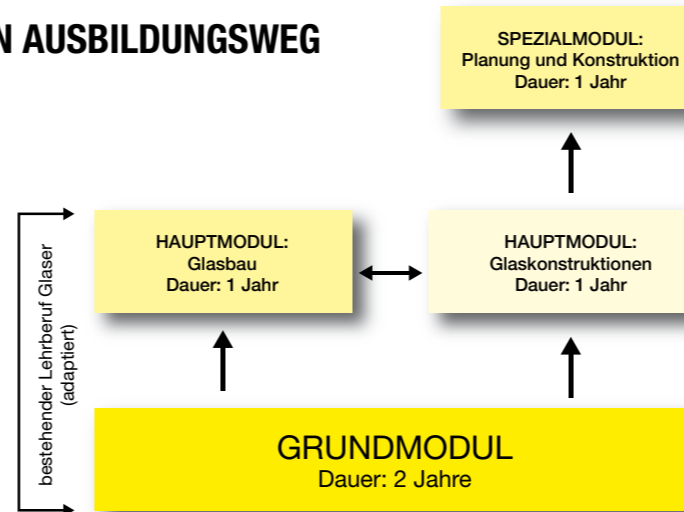 N AUSBILDUNGSWEG
SPEZIALMODUL:
Planung und Konstruktion
Dauer: 1 Jahr
bestehender Lehrberuf Glaser
(adaptiert)
HAUPTMODUL:
Glasbau
Dauer: 1 Jahr
HAUPTMODUL:
Glaskonstruktionen
Dauer: 1 Jahr
GRUNDMODUL
Dauer: 2 Jahre